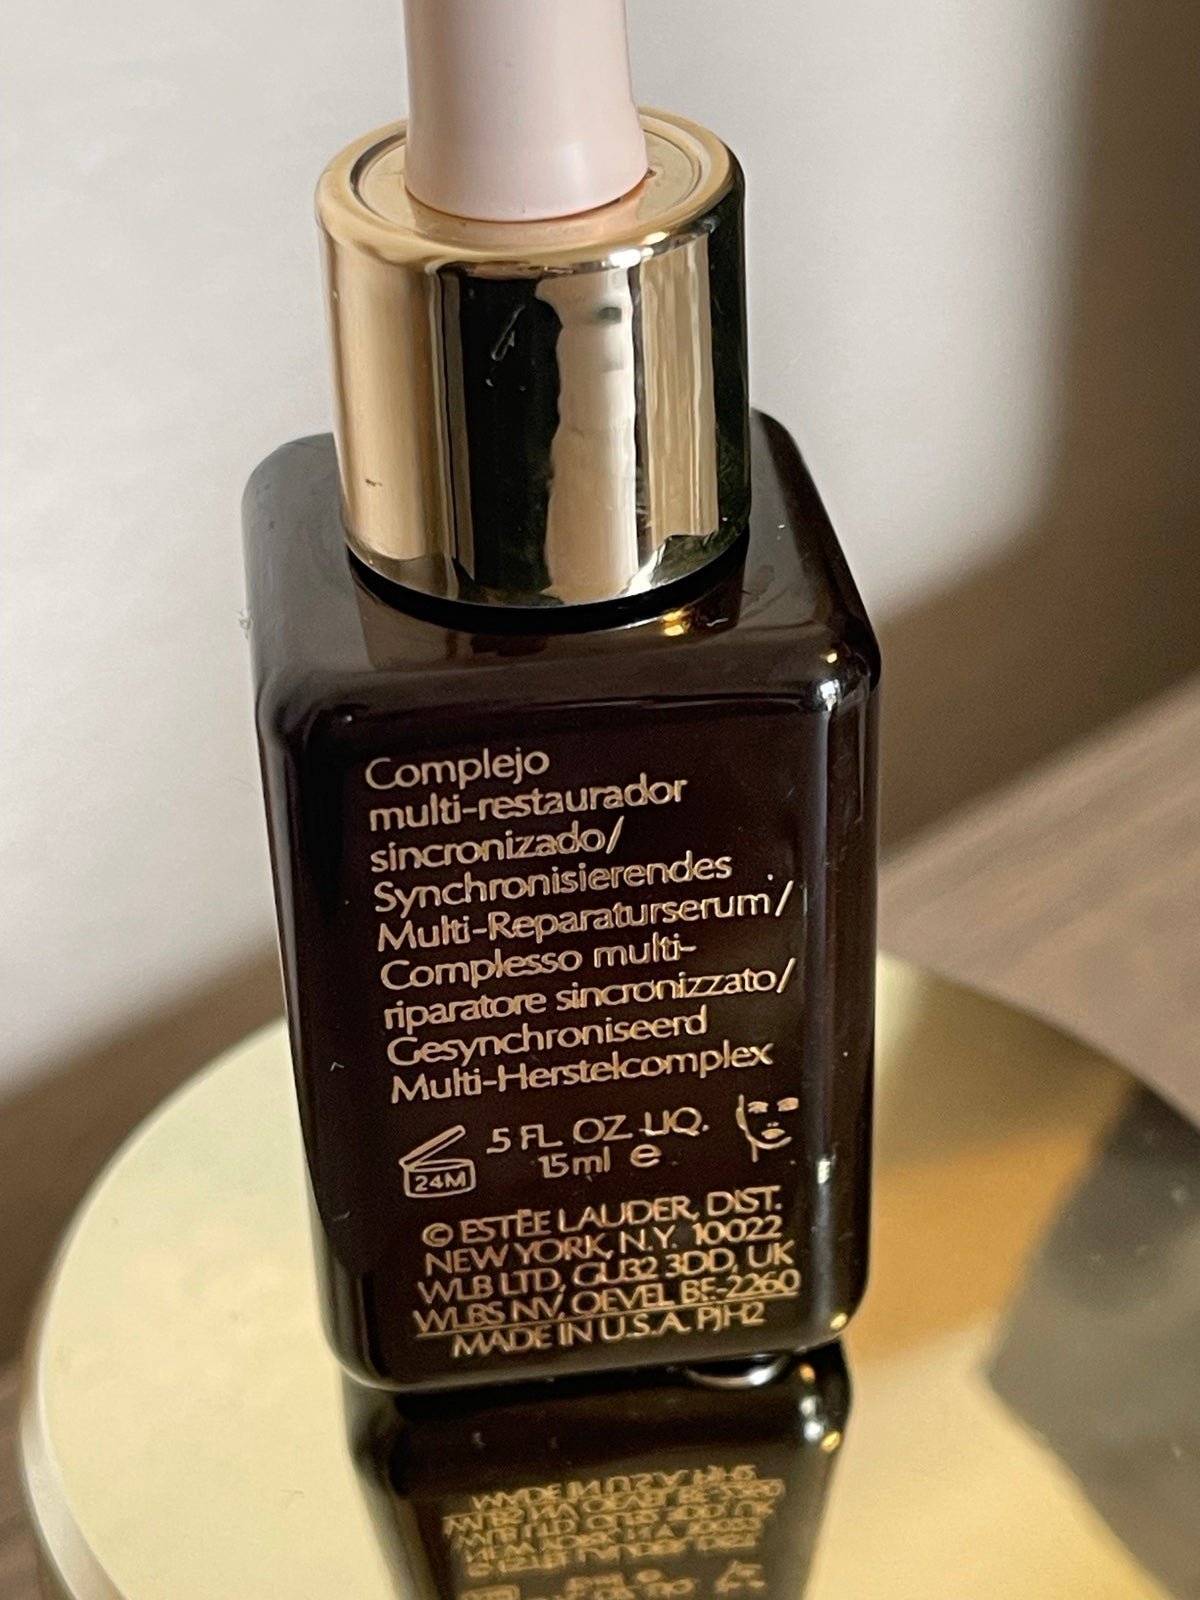 Complejo
multi-restaurador
sincronizado/
Synchronisierendes
Multi-Reparaturserum/
Complesso multi-
riparatore sincronizzato/
Gesynchroniseerd
Multi-Herstelcomplex
.5 FL. OZ. LIQ.
24M
15 ml ℮
© ESTĒE LAUDER, DIST.
NEW YORK, N.Y. 10022
WLB LTD, GU32 3DD, UK
WLBS NV, OEVEL BE-2260
MADE IN U.S.A. PJH2